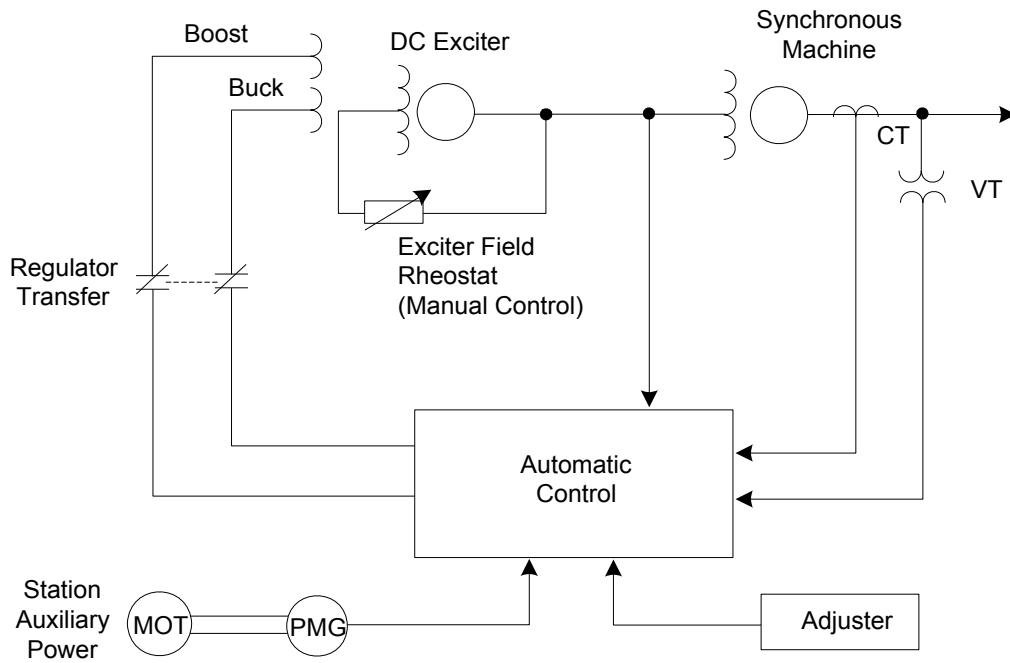 Boost
Buck
DC Exciter
Synchronous
Machine
CT
VT
Exciter Field
Rheostat
(Manual Control)
Regulator
Transfer
Automatic
Control
Station
Auxiliary
Power
MOT
PMG
Adjuster